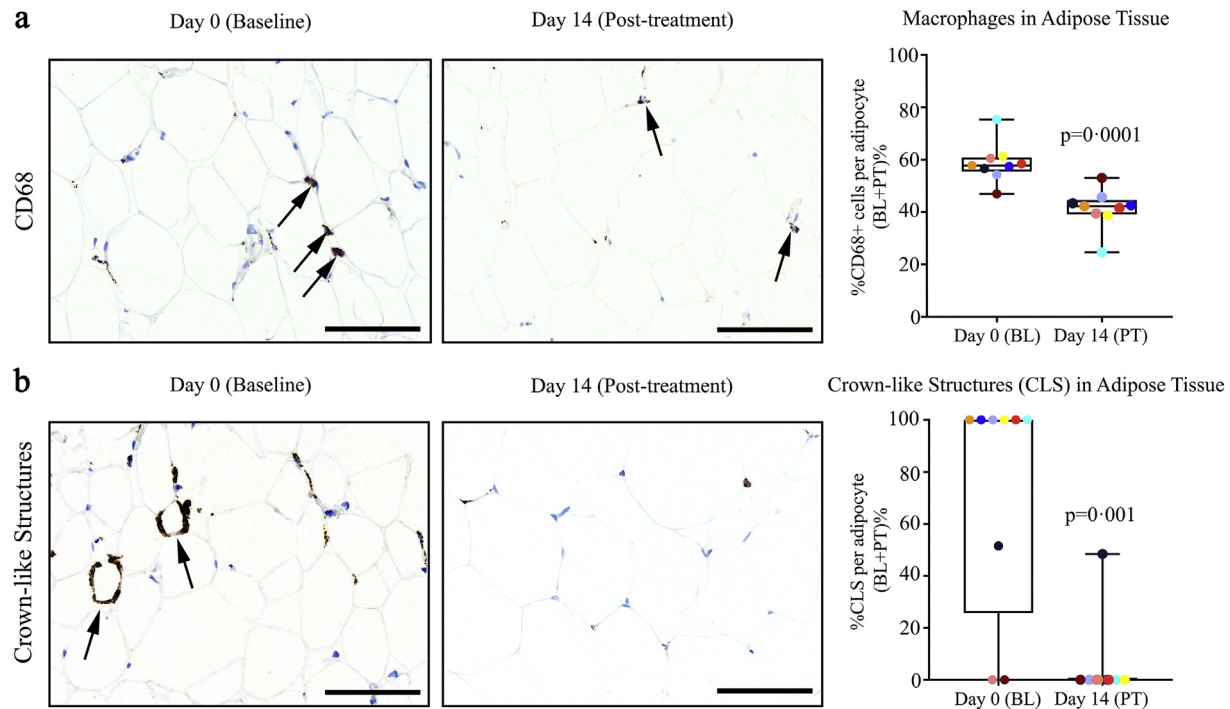 a
Day 0 (Baseline)
Day 14 (Post-treatment)
Macrophages in Adipose Tissue
CD68
%CD68+ cells per adipocyte
(BL+PT)%
100
80
60
40
20
0
p=0·0001
Day 0 (BL)
Day 14 (PT)
b
Day 0 (Baseline)
Day 14 (Post-treatment)
Crown-like Structures (CLS) in Adipose Tissue
Crown-like Structures
%CLS per adipocyte
(BL+PT)%
100
80
60
40
20
0
p=0·001
Day 0 (BL)
Day 14 (PT)